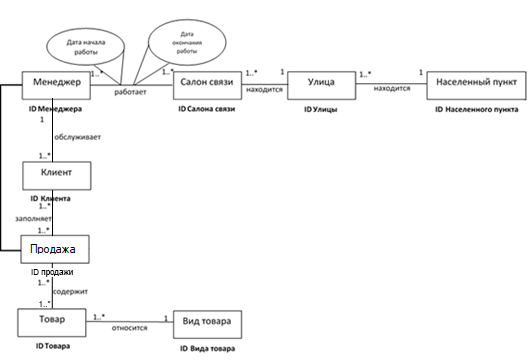 Дата начала
работы
Дата
окончания
работы
Менеджер
1..*
1..*
Салон связи
1..*
1
Улица
1..*
1
Населенный пункт
работает
находится
находится
ID Менеджера
ID Салона связи
ID Улицы
ID Населенного пункта
1
обслуживает
1..*
Клиент
ID Клиента
1..*
заполняет
1..*
Продажа
ID продажи
1..*
содержит
1..*
Товар
1..*
1
Вид товара
относится
ID Товара
ID Вида товара